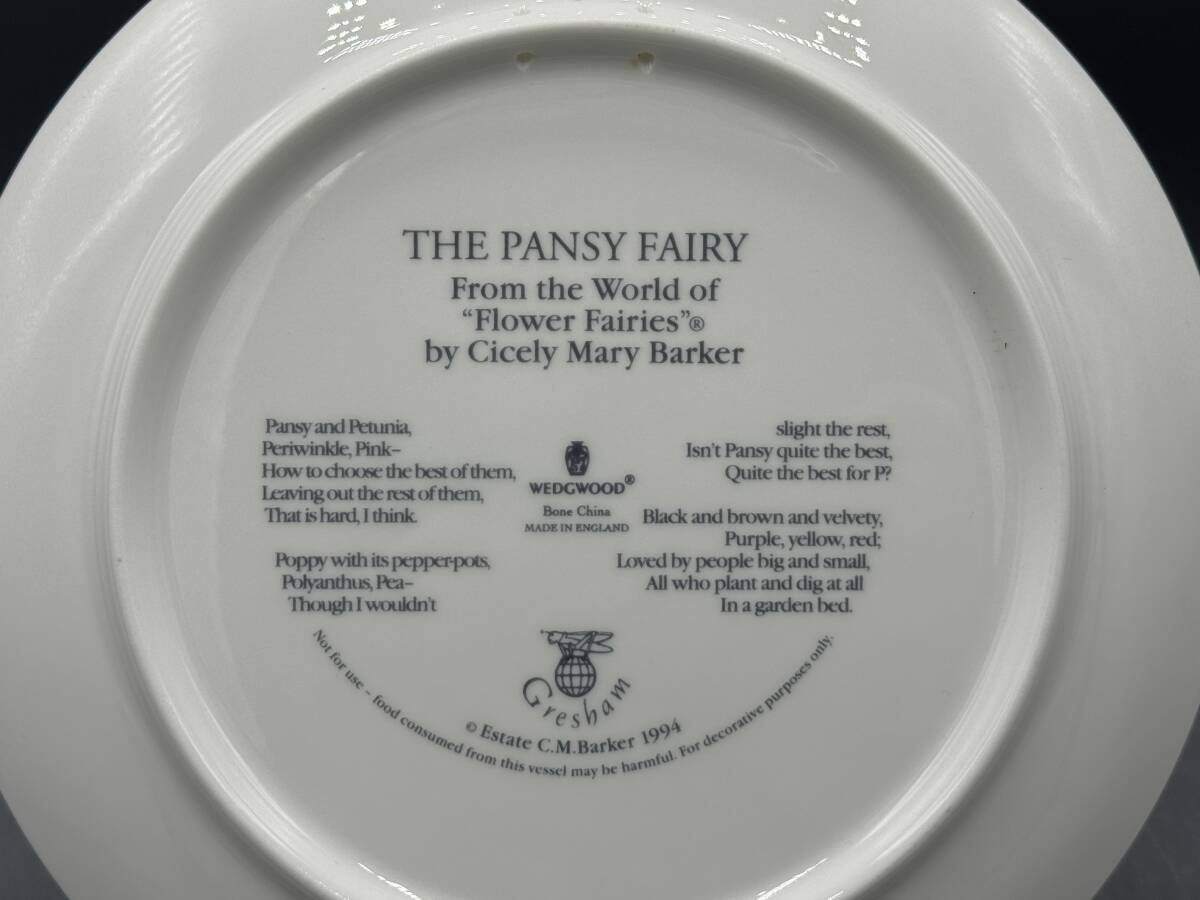 THE PANSY FAIRY
From the World of
“Flower Fairies”®
by Cicely Mary Barker
Pansy and Petunia,
Periwinkle, Pink–
How to choose the best of them,
Leaving out the rest of them,
That is hard, I think.
Poppy with its pepper-pots,
Polyanthus, Pea–
Though I wouldn't
slight the rest,
Isn't Pansy quite the best,
Quite the best for P?
Black and brown and velvety,
Purple, yellow, red;
Loved by people big and small,
All who plant and dig at all
In a garden bed.
WEDGWOOD®
Bone China
MADE IN ENGLAND
Gresham
© Estate C.M.Barker 1994
Not for use – food consumed from this vessel may be harmful. For decorative purposes only.